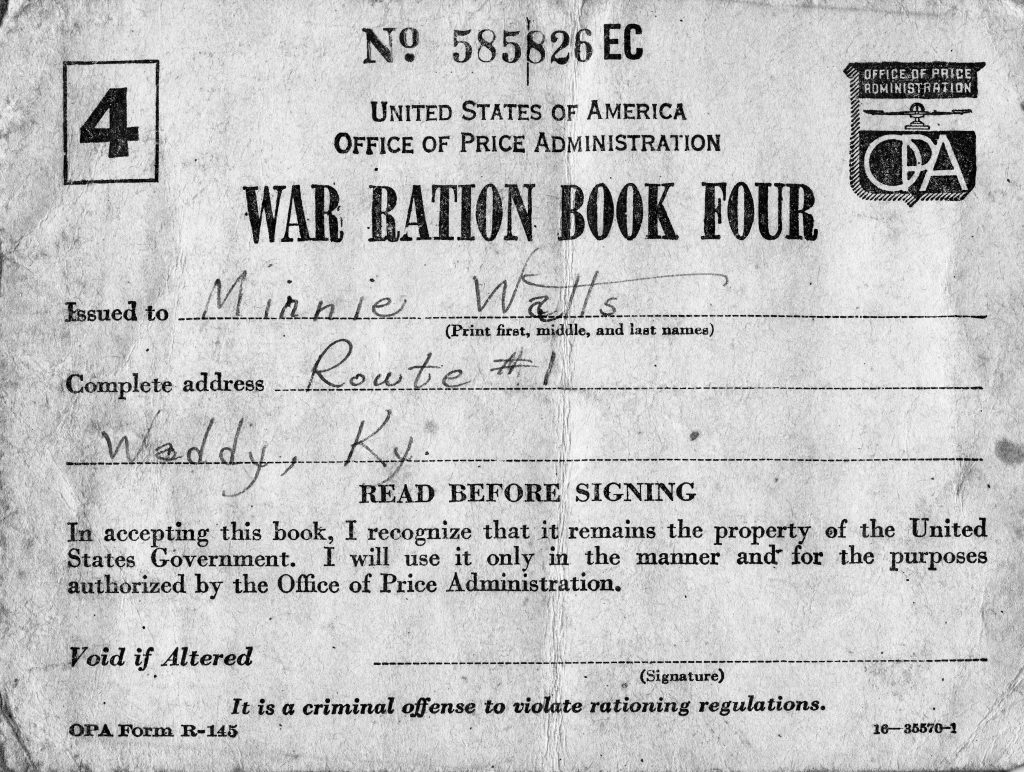 Nº 585826 EC
4
UNITED STATES OF AMERICA
OFFICE OF PRICE ADMINISTRATION
OFFICE OF PRICE
ADMINISTRATION
OPA
WAR RATION BOOK FOUR
Issued to Minnie Watts
(Print first, middle, and last names)
Complete address Route #1
Waddy, Ky.
READ BEFORE SIGNING
In accepting this book, I recognize that it remains the property of the United
States Government. I will use it only in the manner and for the purposes
authorized by the Office of Price Administration.
Void if Altered
(Signature)
It is a criminal offense to violate rationing regulations.
OPA Form R-145 16—35570-1